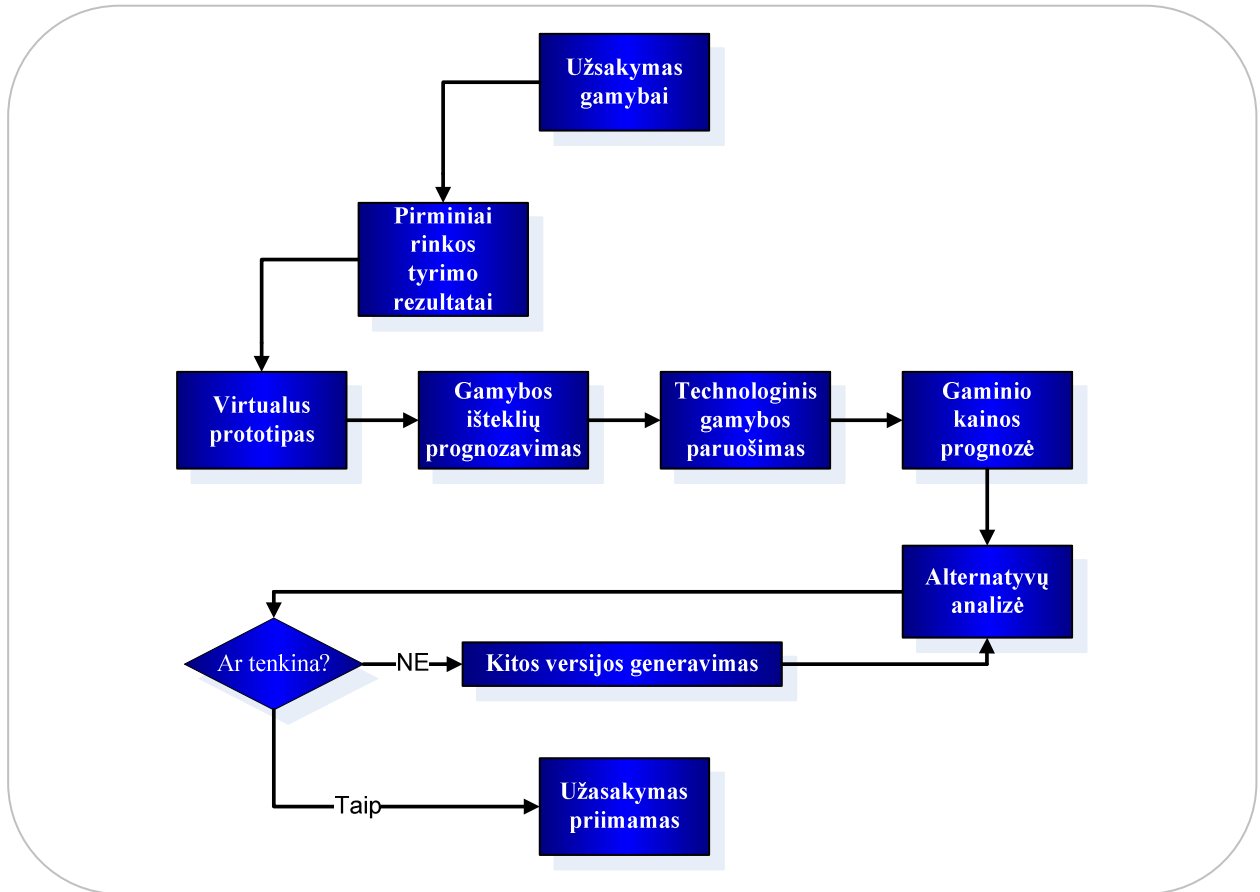 Užsakymas
gamybai
Pirminiai
rinkos
tyrimo
rezultatai
Virtualus
prototipas
Gamybos
išteklių
prognozavimas
Technologinis
gamybos
paruošimas
Gaminio
kainos
prognozė
Alternatyvų
analizė
Ar tenkina?
NE
Kitos versijos generavimas
Taip
Užasakymas
priimamas